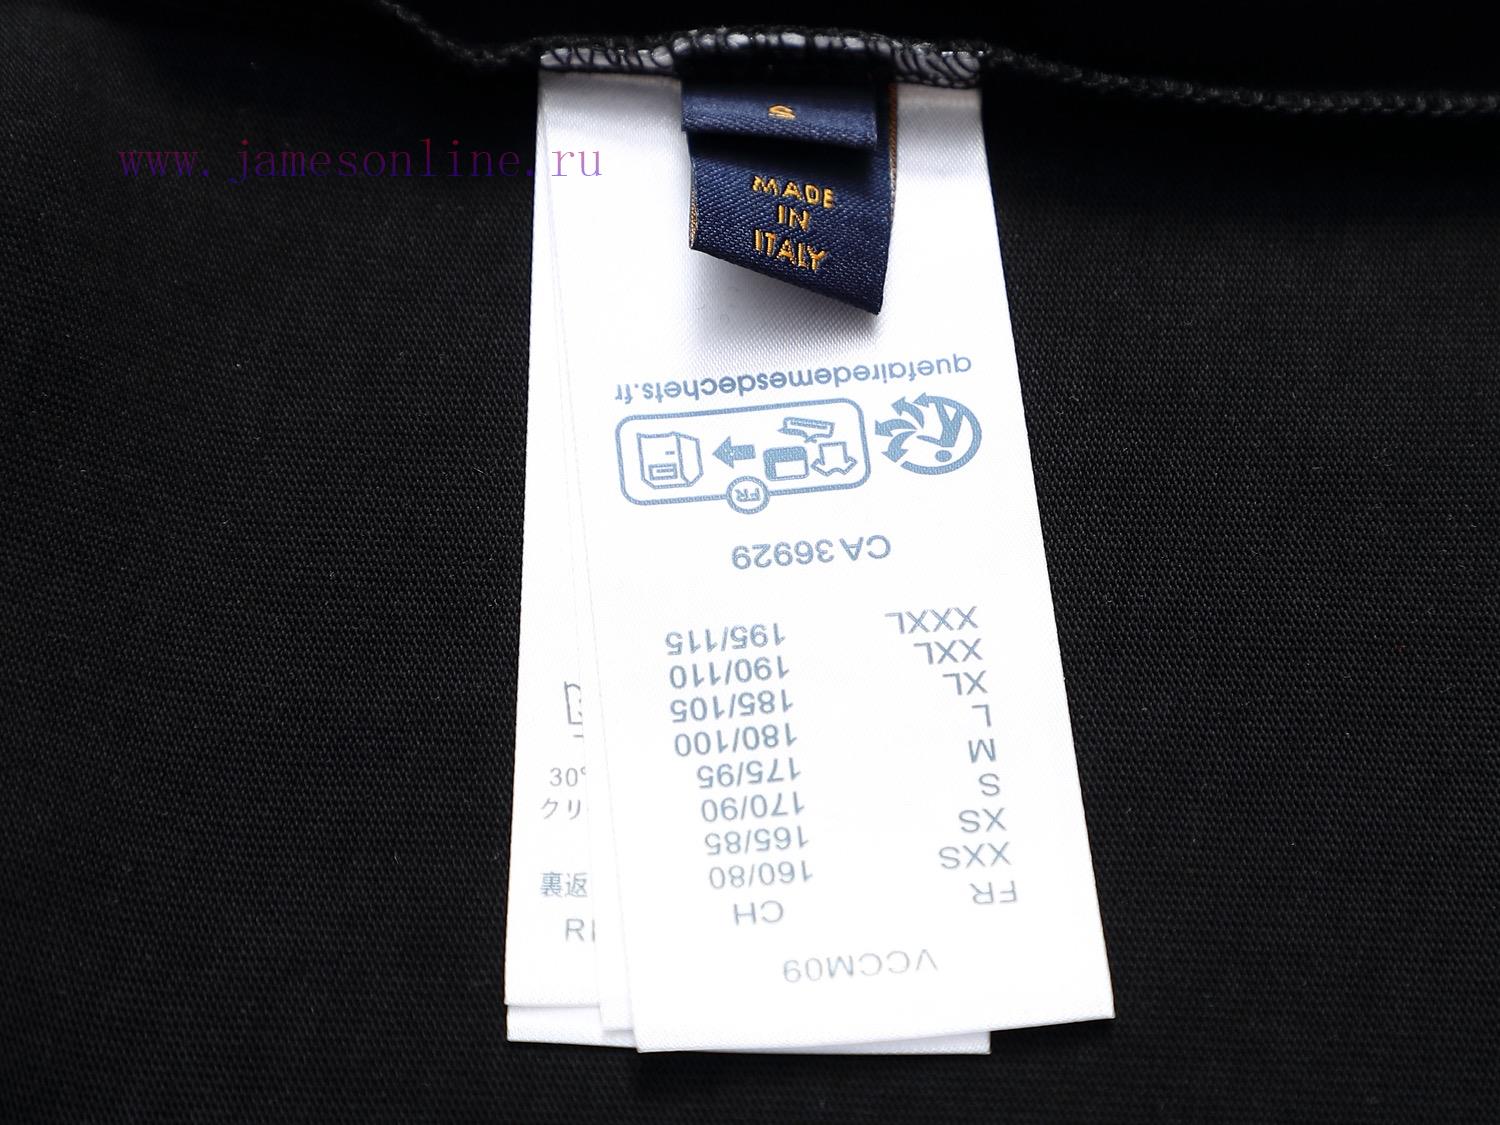 www.jamesonline.ru
S
MADE
IN
ITALY
quefairedemesdechets.fr
FR
CA 36929
VCCM09
FR CH
XXS 160/80
XS 165/85
S 170/90
M 175/95
L 180/100
XL 185/105
XXL 190/110
XXXL 195/115
30°
クリ
裏返